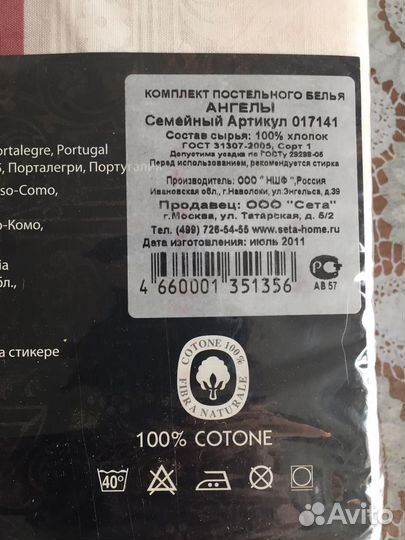 КОМПЛЕКТ ПОСТЕЛЬНОГО БЕЛЬЯ
АНГЕЛЫ
Семейный Артикул 017141
Состав сырья: 100% хлопок
ГОСТ 31307-2005, Сорт 1
Допустима усадка по ГОСТу 29298-05
Перед использованием, рекомендуется стирка
Производитель: ООО "НШФ ",Россия
Ивановская обл.,г.Наволоки, ул.Энгельса, д.39
Продавец: ООО "Сета"
г.Москва, ул. Татарская, д. 5/2
Тел. (499) 726-54-55 www.seta-home.ru
Дата изготовления: июль 2011
4 660001 351356
АВ 57
ortalegre, Portugal
S, Порталегри, Португалия
so-Como,
о-Комо,
ia
бл.,
а стикере
COTONE 100%
FIBRA NATURALE
100% COTONE
40°
Avito